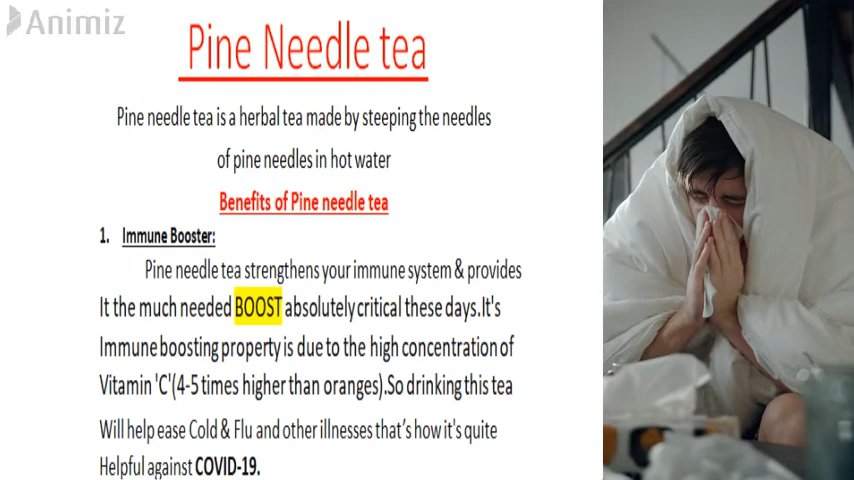 Animiz
Pine Needle tea
Pine needle tea is a herbal tea made by steeping the needles
of pine needles in hot water
Benefits of Pine needle tea
1. Immune Booster:
Pine needle tea strengthens your immune system & provides
It the much needed BOOST absolutely critical these days.It's
Immune boosting property is due to the high concentration of
Vitamin 'C'(4-5 times higher than oranges).So drinking this tea
Will help ease Cold & Flu and other illnesses that's how it's quite
Helpful against COVID-19.